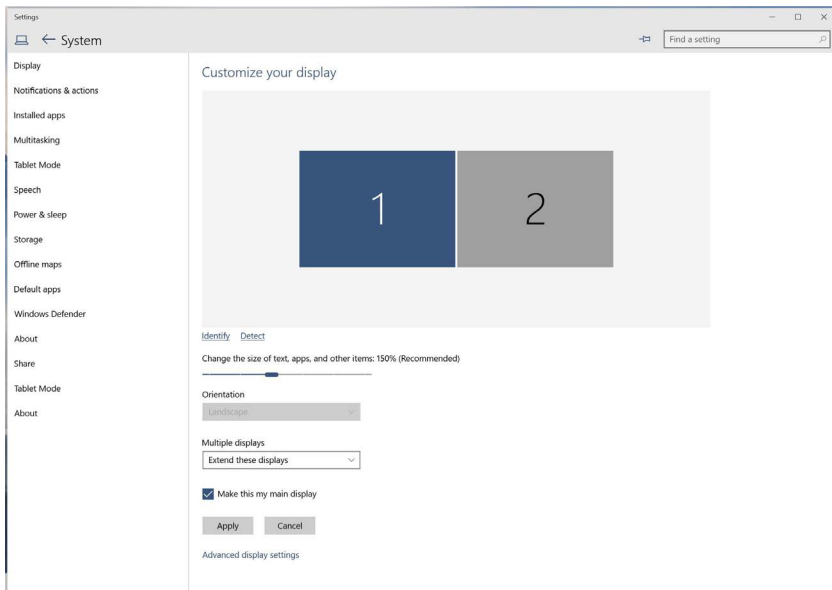 Settings
System
Find a setting
Display
Notifications & actions
Installed apps
Multitasking
Tablet Mode
Speech
Power & sleep
Storage
Offline maps
Default apps
Windows Defender
About
Share
Tablet Mode
About
Customize your display
1 2
Identify Detect
Change the size of text, apps, and other items: 150% (Recommended)
Orientation
Landscape
Multiple displays
Extend these displays
Make this my main display
Apply Cancel
Advanced display settings